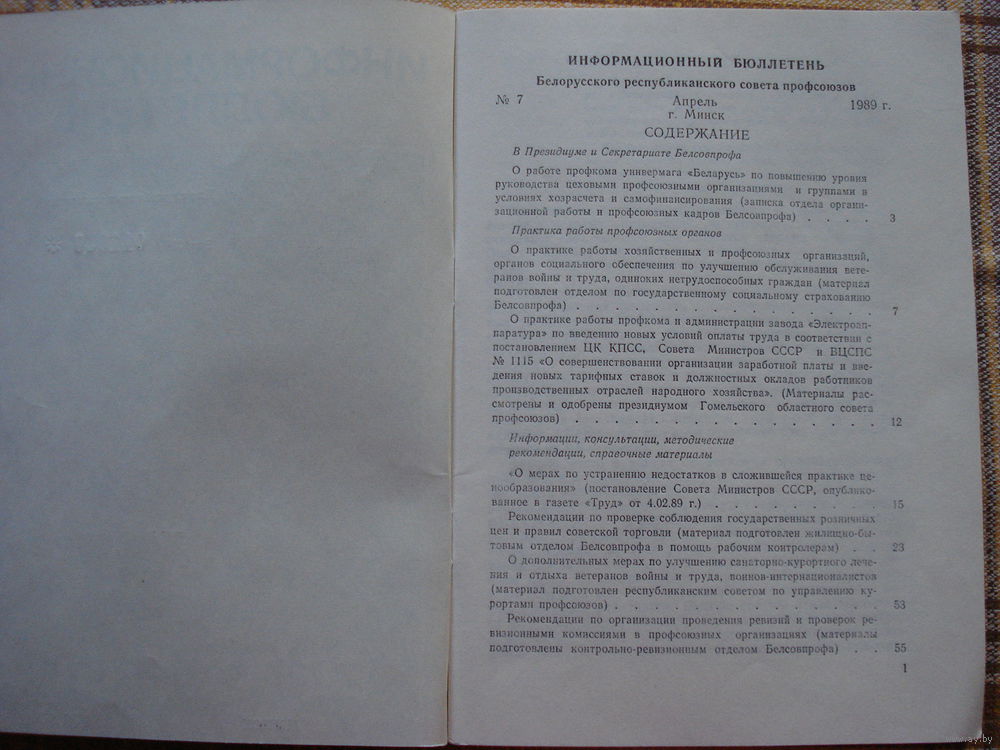 ИНФОРМАЦИОННЫЙ БЮЛЛЕТЕНЬ
Белорусского республиканского совета профсоюзов
№ 7 Апрель 1989 г.
г. Минск
СОДЕРЖАНИЕ
В Президиуме и Секретариате Белсовпрофа
О работе профкома универмага «Беларусь» по повышению уровня
руководства цеховыми профсоюзными организациями и группами в
условиях хозрасчета и самофинансирования (записка отдела органи-
зационной работы и профсоюзных кадров Белсовпрофа) . . . . 3
Практика работы профсоюзных органов
О практике работы хозяйственных и профсоюзных организаций,
органов социального обеспечения по улучшению обслуживания вете-
ранов войны и труда, одиноких нетрудоспособных граждан (материал
подготовлен отделом по государственному социальному страхованию
Белсовпрофа) . . . . . . . . . . . . . . . . 7
О практике работы профкома и администрации завода «Электроап-
паратура» по введению новых условий оплаты труда в соответствии с
постановлением ЦК КПСС, Совета Министров СССР и ВЦСПС
№ 1115 «О совершенствовании организации заработной платы и вве-
дения новых тарифных ставок и должностных окладов работников
производственных отраслей народного хозяйства». (Материалы рас-
смотрены и одобрены президиумом Гомельского областного совета
профсоюзов) . . . . . . . . . . . . . . . . 12
Информации, консультации, методические
рекомендации, справочные материалы
«О мерах по устранению недостатков в сложившейся практике це-
нообразования» (постановление Совета Министров СССР, опублико-
ванное в газете «Труд» от 4.02.89 г.) . . . . . . . . . 15
Рекомендации по проверке соблюдения государственных розничных
цен и правил советской торговли (материал подготовлен жилищно-бы-
товым отделом Белсовпрофа в помощь рабочим контролерам) . . 23
О дополнительных мерах по улучшению санаторно-курортного лече-
ния и отдыха ветеранов войны и труда, воинов-интернационалистов
(материал подготовлен республиканским советом по управлению ку-
рортами профсоюзов) . . . . . . . . . . . . . . 53
Рекомендации по организации проведения ревизий и проверок ре-
визионными комиссиями в профсоюзных организациях (материалы
подготовлены контрольно-ревизионным отделом Белсовпрофа) . . 55
1
www.ay.by